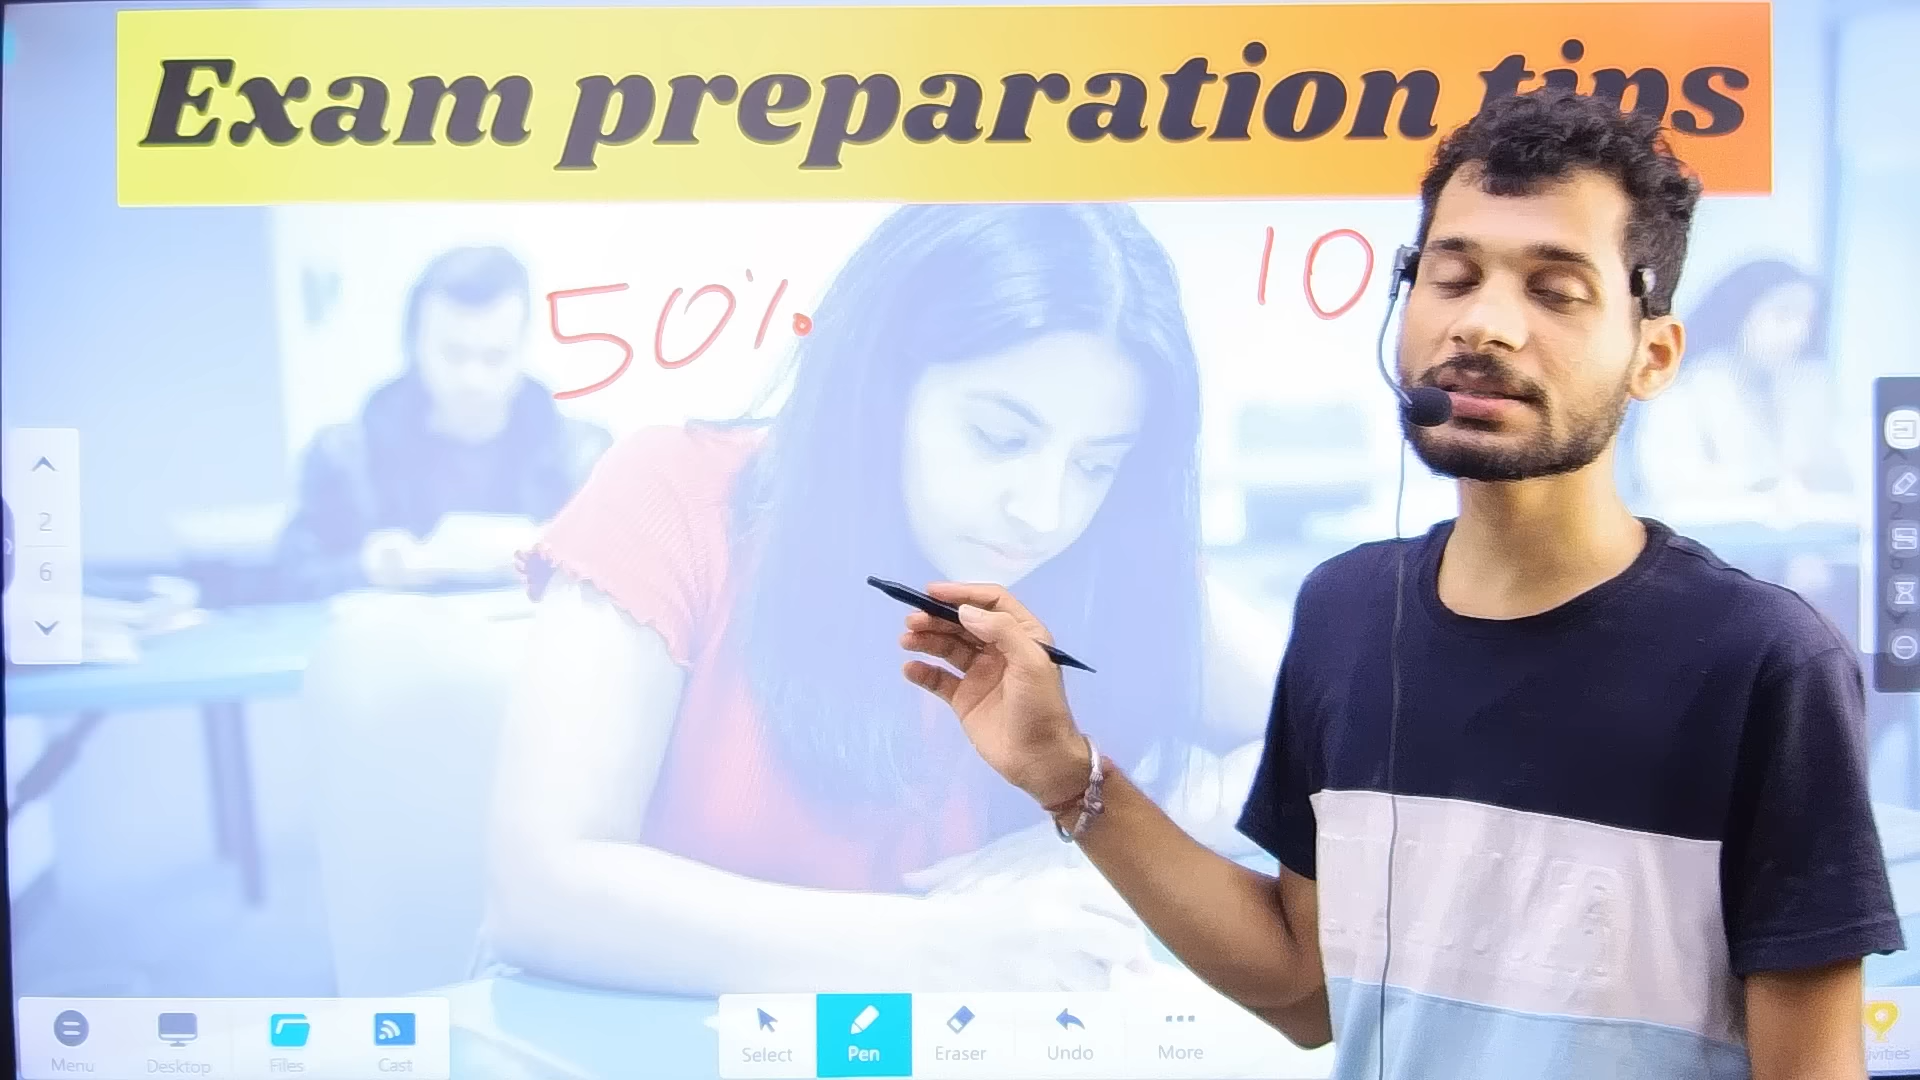 Exam preparation tips
50%
10
2
6
Menu
Desktop
Files
Cast
Select
Pen
Eraser
Undo
More